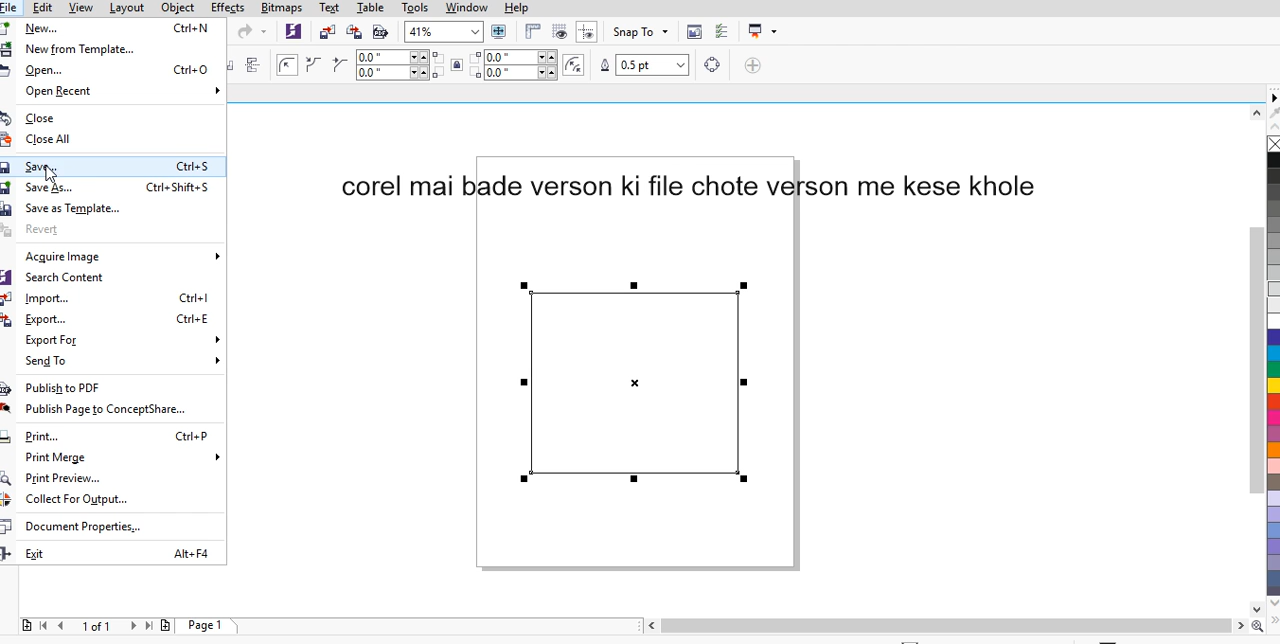 File Edit View Layout Object Effects Bitmaps Text Table Tools Window Help
New... Ctrl+N
New from Template...
Open... Ctrl+O
Open Recent
Close
Close All
Save... Ctrl+S
Save As... Ctrl+Shift+S
Save as Template...
Revert
Acquire Image
Search Content
Import... Ctrl+I
Export... Ctrl+E
Export For
Send To
Publish to PDF
Publish Page to ConceptShare...
Print... Ctrl+P
Print Merge
Print Preview...
Collect For Output...
Document Properties...
Exit Alt+F4
41% Snap To
0.0 " 0.0 " 0.5 pt
0.0 " 0.0 "
corel mai bade verson ki file chote verson me kese khole
1 of 1 Page 1